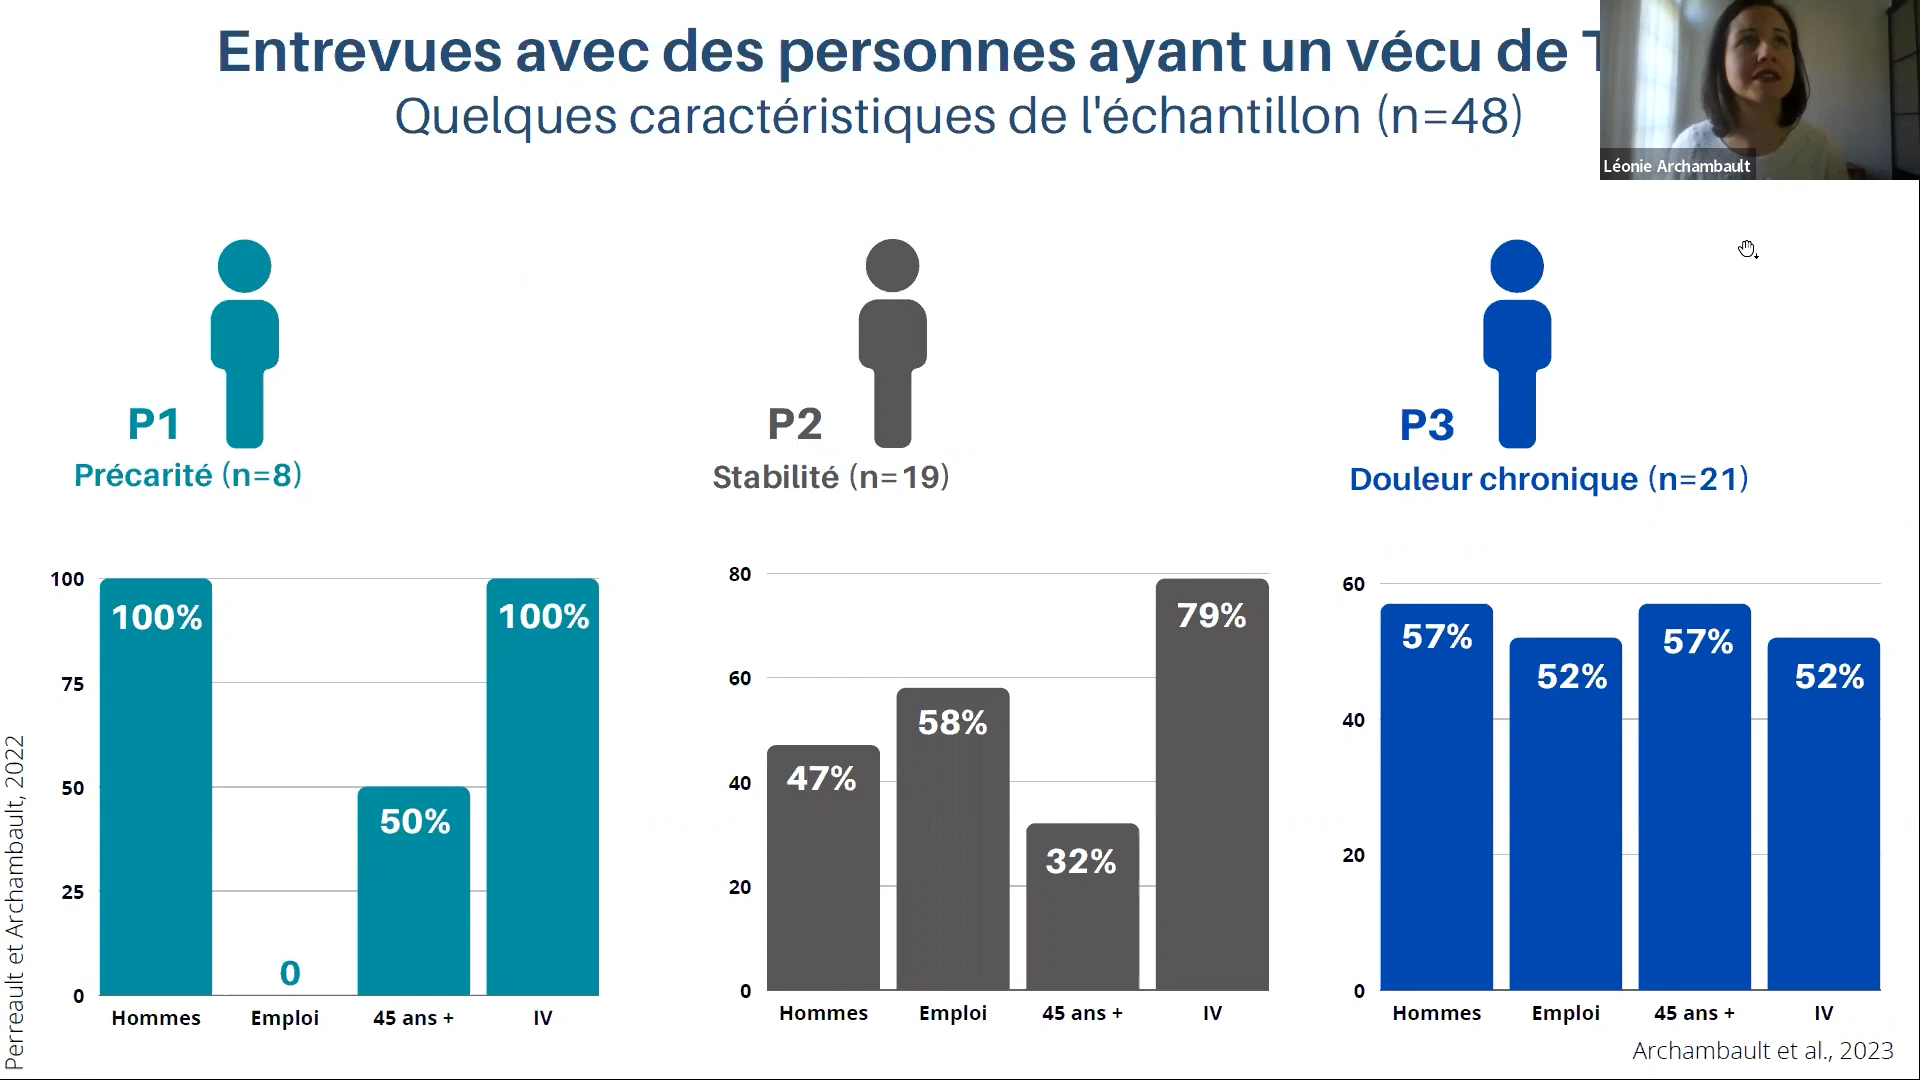 Entrevues avec des personnes ayant un vécu de
Quelques caractéristiques de l'échantillon (n=48)
Léonie Archambault
P1
Précarité (n=8)
P2
Stabilité (n=19)
P3
Douleur chronique (n=21)
100
75
50
25
0
100%
0
50%
100%
Hommes
Emploi
45 ans +
IV
80
60
40
20
0
47%
58%
32%
79%
Hommes
Emploi
45 ans +
IV
60
40
20
0
57%
52%
57%
52%
Hommes
Emploi
45 ans +
IV
Perreault et Archambault, 2022
Archambault et al., 2023